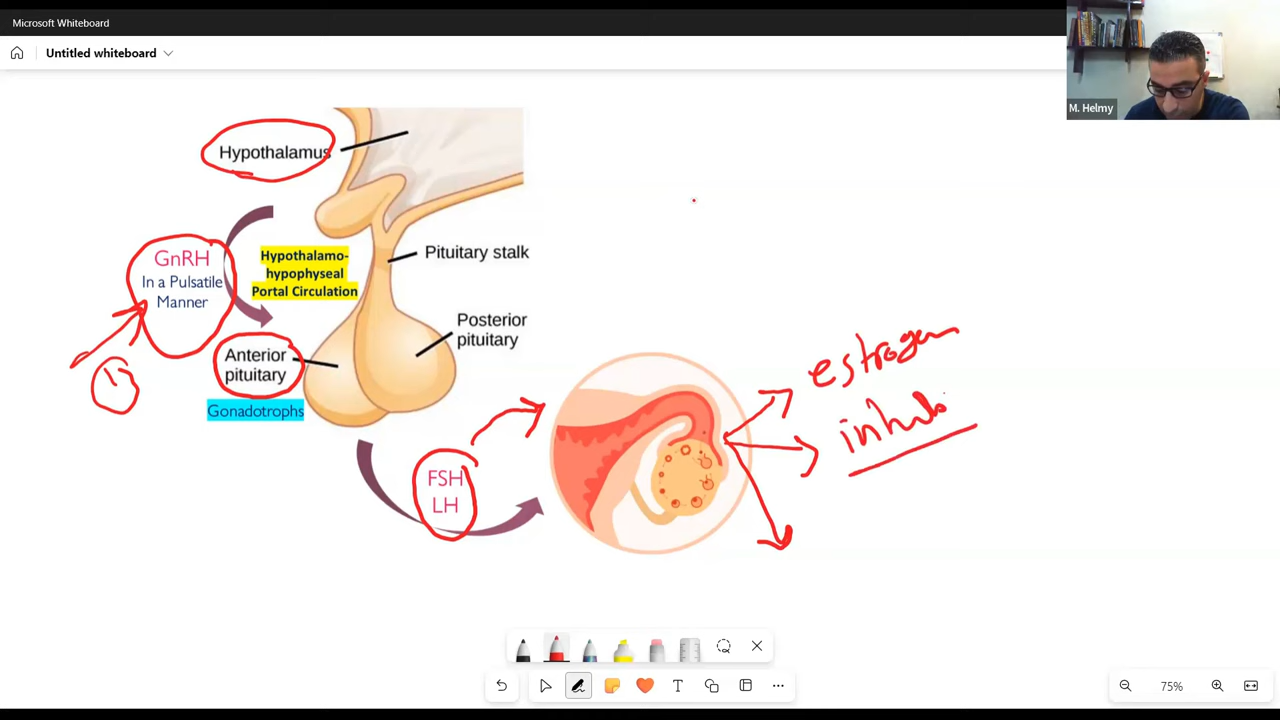 Microsoft Whiteboard
Untitled whiteboard
M. Helmy
Hypothalamus
GnRH
In a Pulsatile
Manner
Hypothalamo-
hypophyseal
Portal Circulation
Pituitary stalk
Posterior
pituitary
Anterior
pituitary
Gonadotrophs
FSH
LH
estrogen
inhib
75%